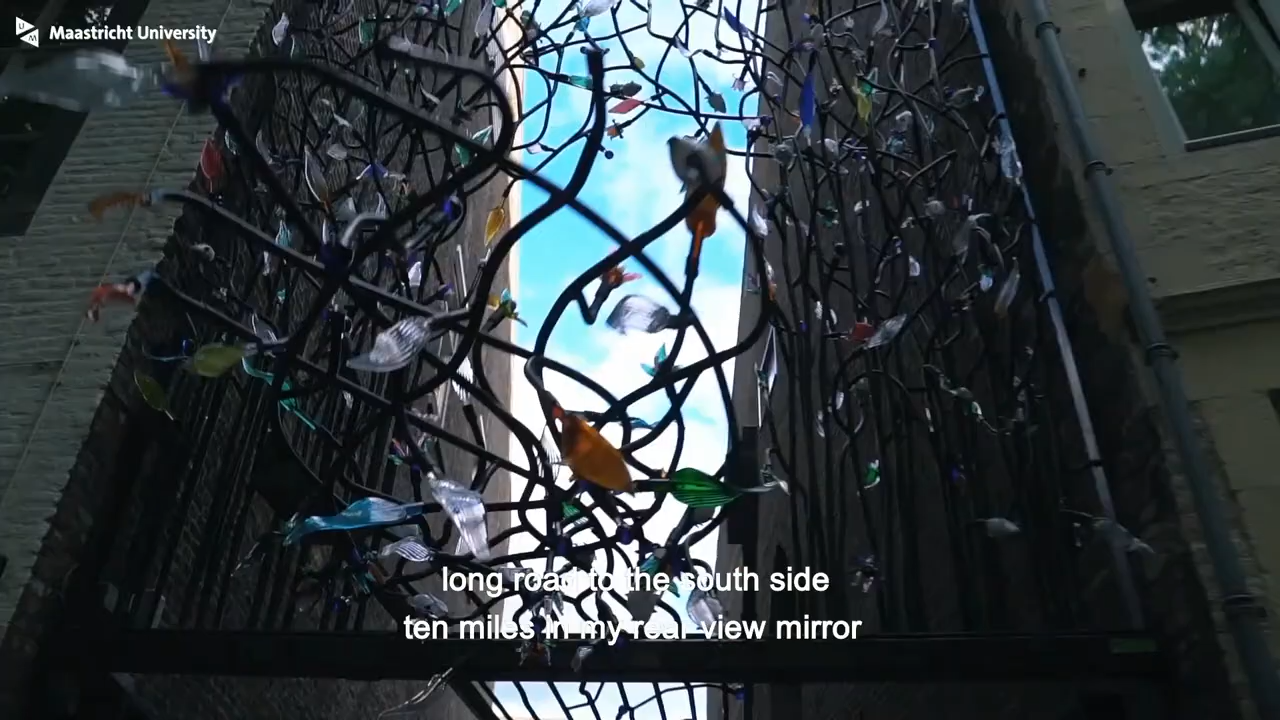 Maastricht University
long road to the south side
ten miles in my rear view mirror